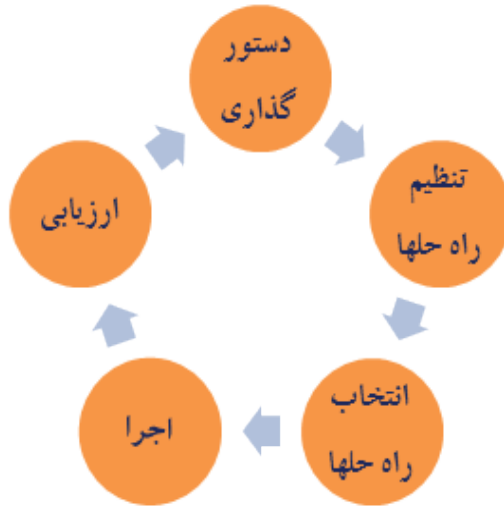 دستور
گذاری
تنظیم
راه حلها
انتخاب
راه حلها
اجرا
ارزیابی